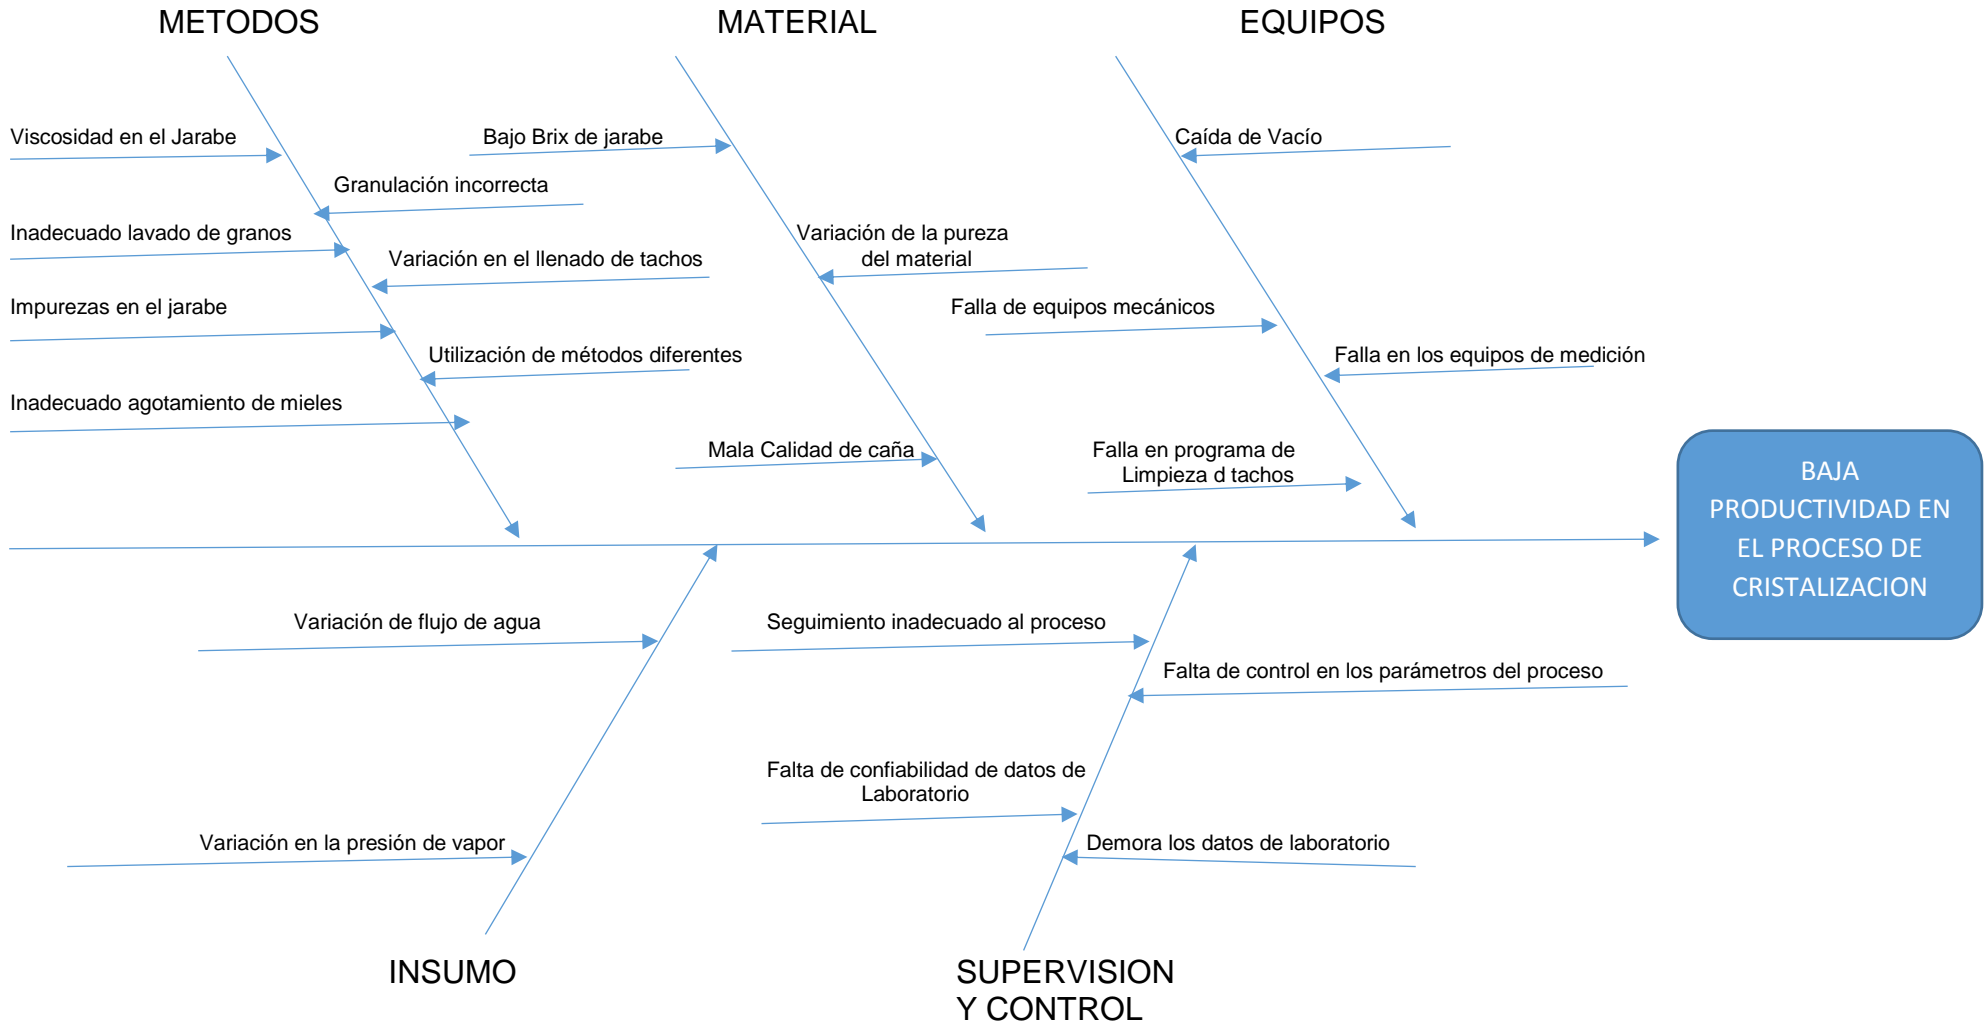 METODOS
MATERIAL
EQUIPOS
Viscosidad en el Jarabe
Bajo Brix de jarabe
Caída de Vacío
Granulación incorrecta
Inadecuado lavado de granos
Variación de la pureza
del material
Variación en el llenado de tachos
Impurezas en el jarabe
Falla de equipos mecánicos
Utilización de métodos diferentes
Falla en los equipos de medición
Inadecuado agotamiento de mieles
Mala Calidad de caña
Falla en programa de
Limpieza d tachos
BAJA
PRODUCTIVIDAD EN
EL PROCESO DE
CRISTALIZACION
Variación de flujo de agua
Seguimiento inadecuado al proceso
Falta de control en los parámetros del proceso
Falta de confiabilidad de datos de
Laboratorio
Variación en la presión de vapor
Demora los datos de laboratorio
INSUMO
SUPERVISION
Y CONTROL